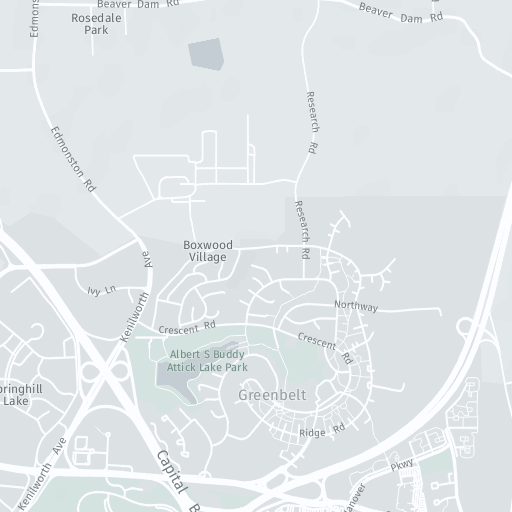 Edmons
Beaver Dam Rd
Beaver Dam Rd
Rosedale
Park
Research Rd
Edmonston Rd
Research Rd
Boxwood
Village
Ave
Ivy Ln
Kenilworth
Northway
Crescent Rd
Crescent Rd
Albert S Buddy
Attick Lake Park
pringhill
Lake
Greenbelt
Ridge Rd
Kenilworth Ave
Capital B
Pkwy
anover